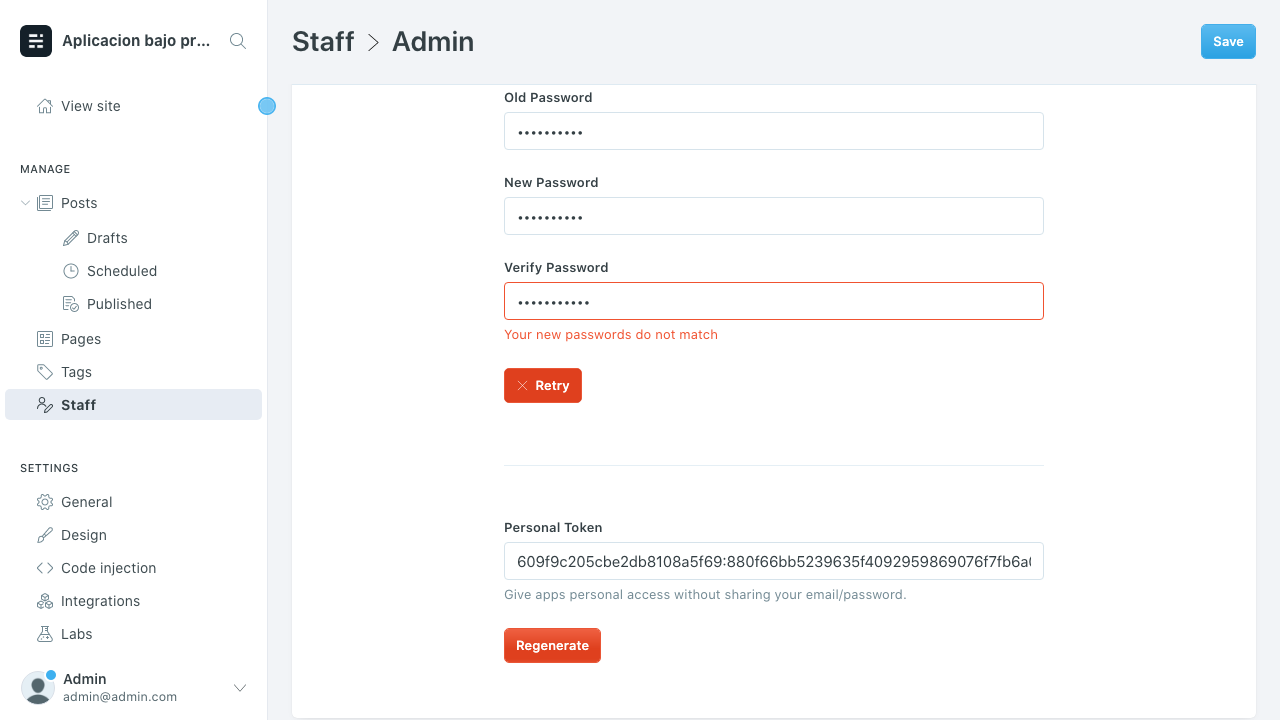 Aplicacion bajo pr...
View site
MANAGE
Posts
Drafts
Scheduled
Published
Pages
Tags
Staff
SETTINGS
General
Design
Code injection
Integrations
Labs
Admin
admin@admin.com
Staff > Admin
Save
Old Password
••••••••••
New Password
••••••••••
Verify Password
•••••••••••
Your new passwords do not match
Retry
Personal Token
609f9c205cbe2db8108a5f69:880f66bb5239635f4092959869076f7fb6a
Give apps personal access without sharing your email/password.
Regenerate